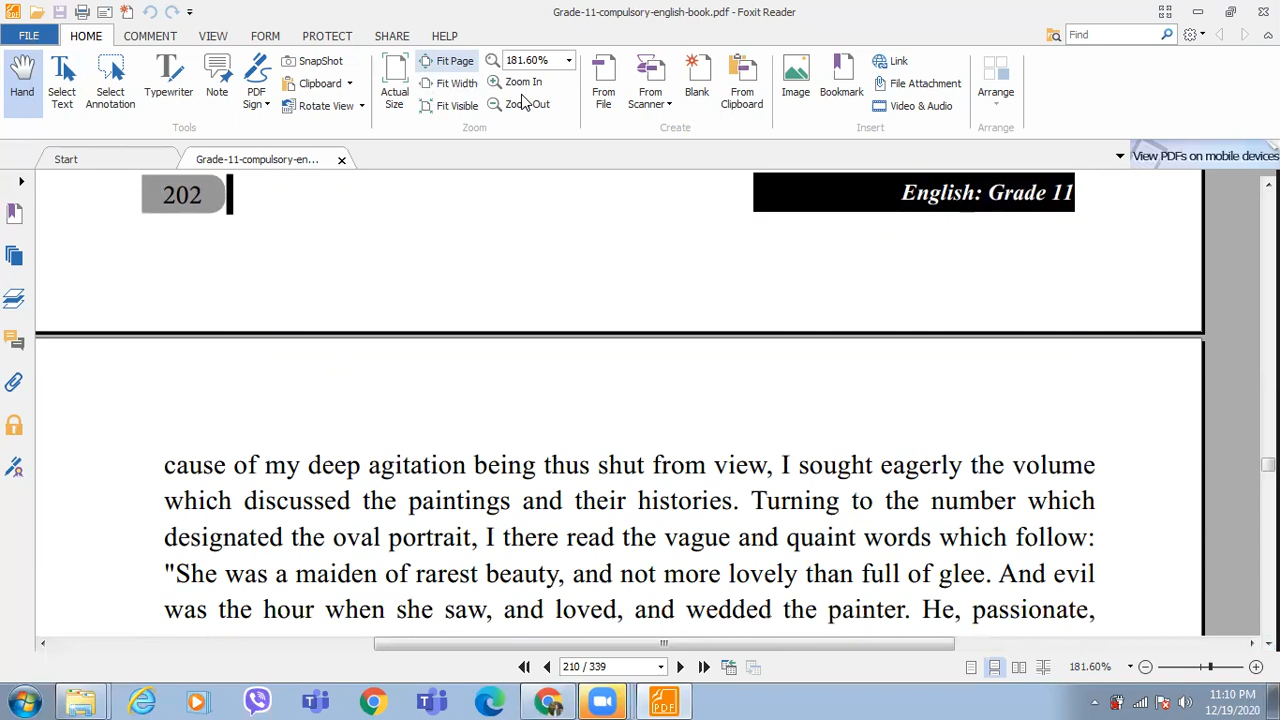 Grade-11-compulsory-english-book.pdf - Foxit Reader
FILE HOME COMMENT VIEW FORM PROTECT SHARE HELP
Find
Hand
Select Text
Select Annotation
Typewriter
Note
PDF Sign
SnapShot
Clipboard
Rotate View
Tools
Actual Size
Fit Page
Fit Width
Fit Visible
181.60%
Zoom In
Zoom Out
Zoom
From File
From Scanner
Blank
From Clipboard
Create
Image
Bookmark
Link
File Attachment
Video & Audio
Insert
Arrange
Arrange
Start
Grade-11-compulsory-en...
View PDFs on mobile devices
202
English: Grade 11
cause of my deep agitation being thus shut from view, I sought eagerly the volume
which discussed the paintings and their histories. Turning to the number which
designated the oval portrait, I there read the vague and quaint words which follow:
"She was a maiden of rarest beauty, and not more lovely than full of glee. And evil
was the hour when she saw, and loved, and wedded the painter. He, passionate,
210 / 339
181.60%
11:10 PM
12/19/2020